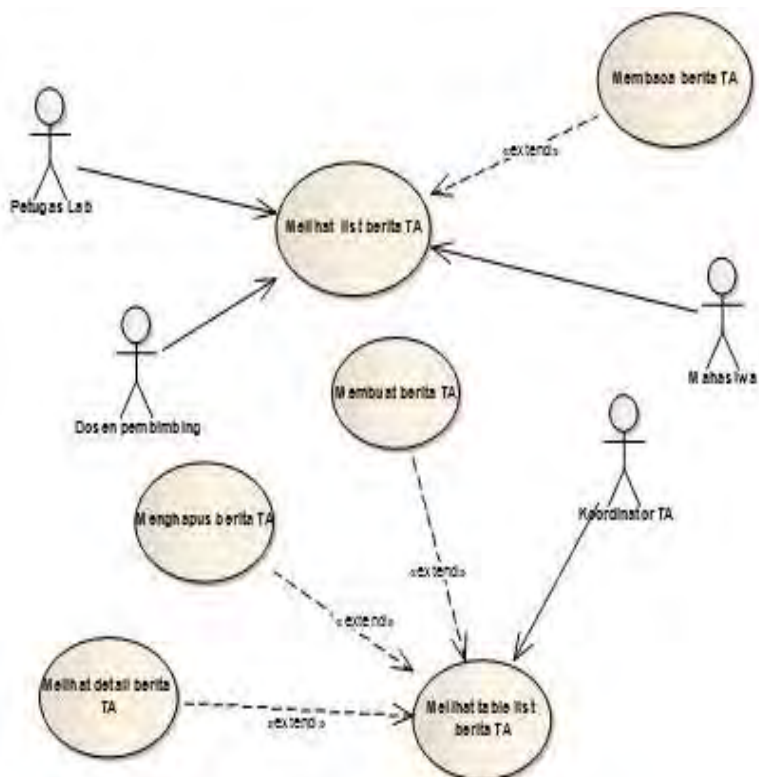 Membaca berita TA
«extend»
Petugas Lab
Melihat list berita TA
Mahasiwa
Membuat berita TA
Dosen pembimbing
Koordinator TA
Menghapus berita TA
«extend»
«extend»
Melihat detail berita
TA
«extend»
Melihat table list
berita TA